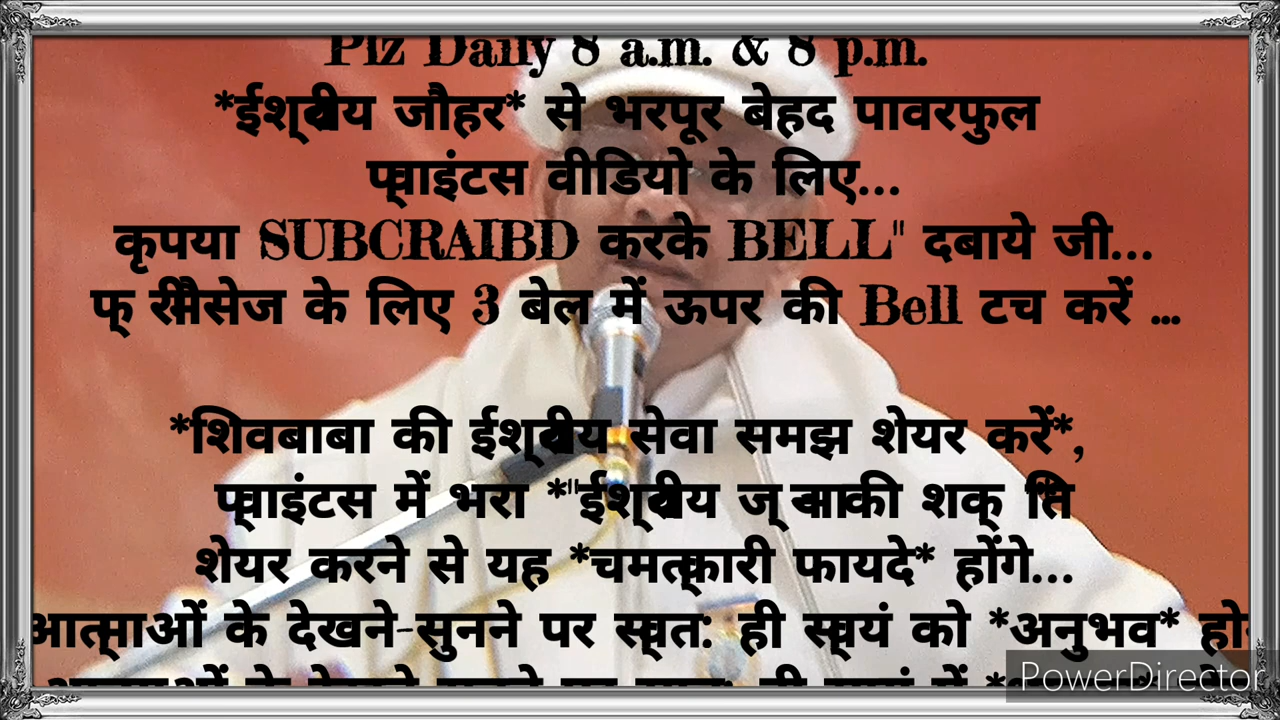 Plz Daily 8 a.m. & 8 p.m.
*ईश्वरीय जौहर* से भरपूर बेहद पावरफुल
प्वाइंटस वीडियो के लिए...
कृपया SUBCRAIBD करके BELL" दबाये जी...
फ्री मैसेज के लिए 3 बेल में ऊपर की Bell टच करें ...
*शिवबाबा की ईश्वरीय सेवा समझ शेयर करें*,
प्वाइंटस में भरा *"ईश्वरीय ज्ञान की शक्ति"
शेयर करने से यह *चमत्कारी फायदे* होंगे...
आत्माओं के देखने-सुनने पर स्वत: ही स्वयं को *अनुभव*
PowerDirector